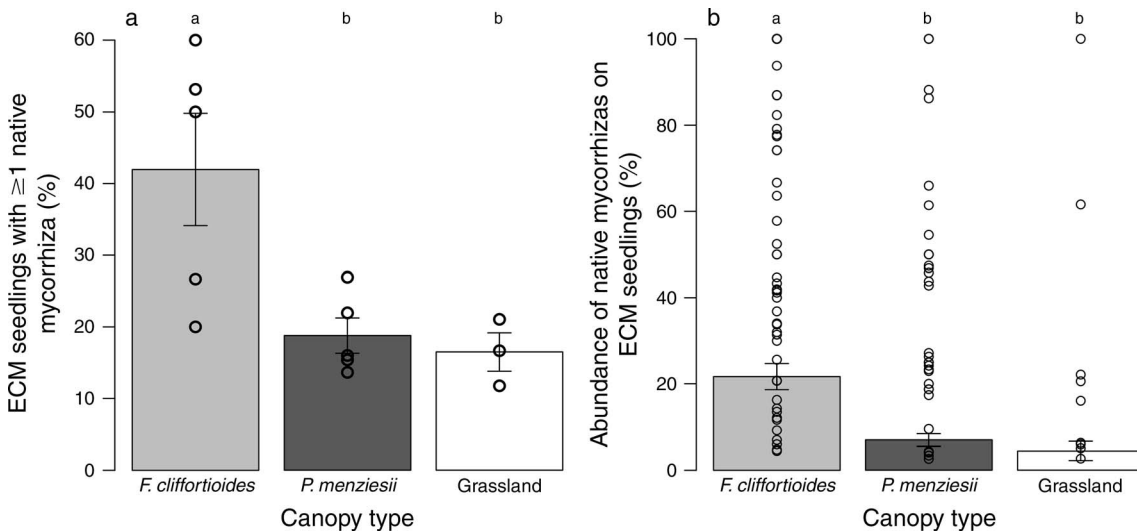 a
a
b
b
ECM seedlings with ≥1 native
mycorrhiza (%)
60
50
40
30
20
10
0
F. cliffortioides
P. menziesii
Grassland
Canopy type
b
a
b
b
Abundance of native mycorrhizas on
ECM seedlings (%)
100
80
60
40
20
0
F. cliffortioides
P. menziesii
Grassland
Canopy type